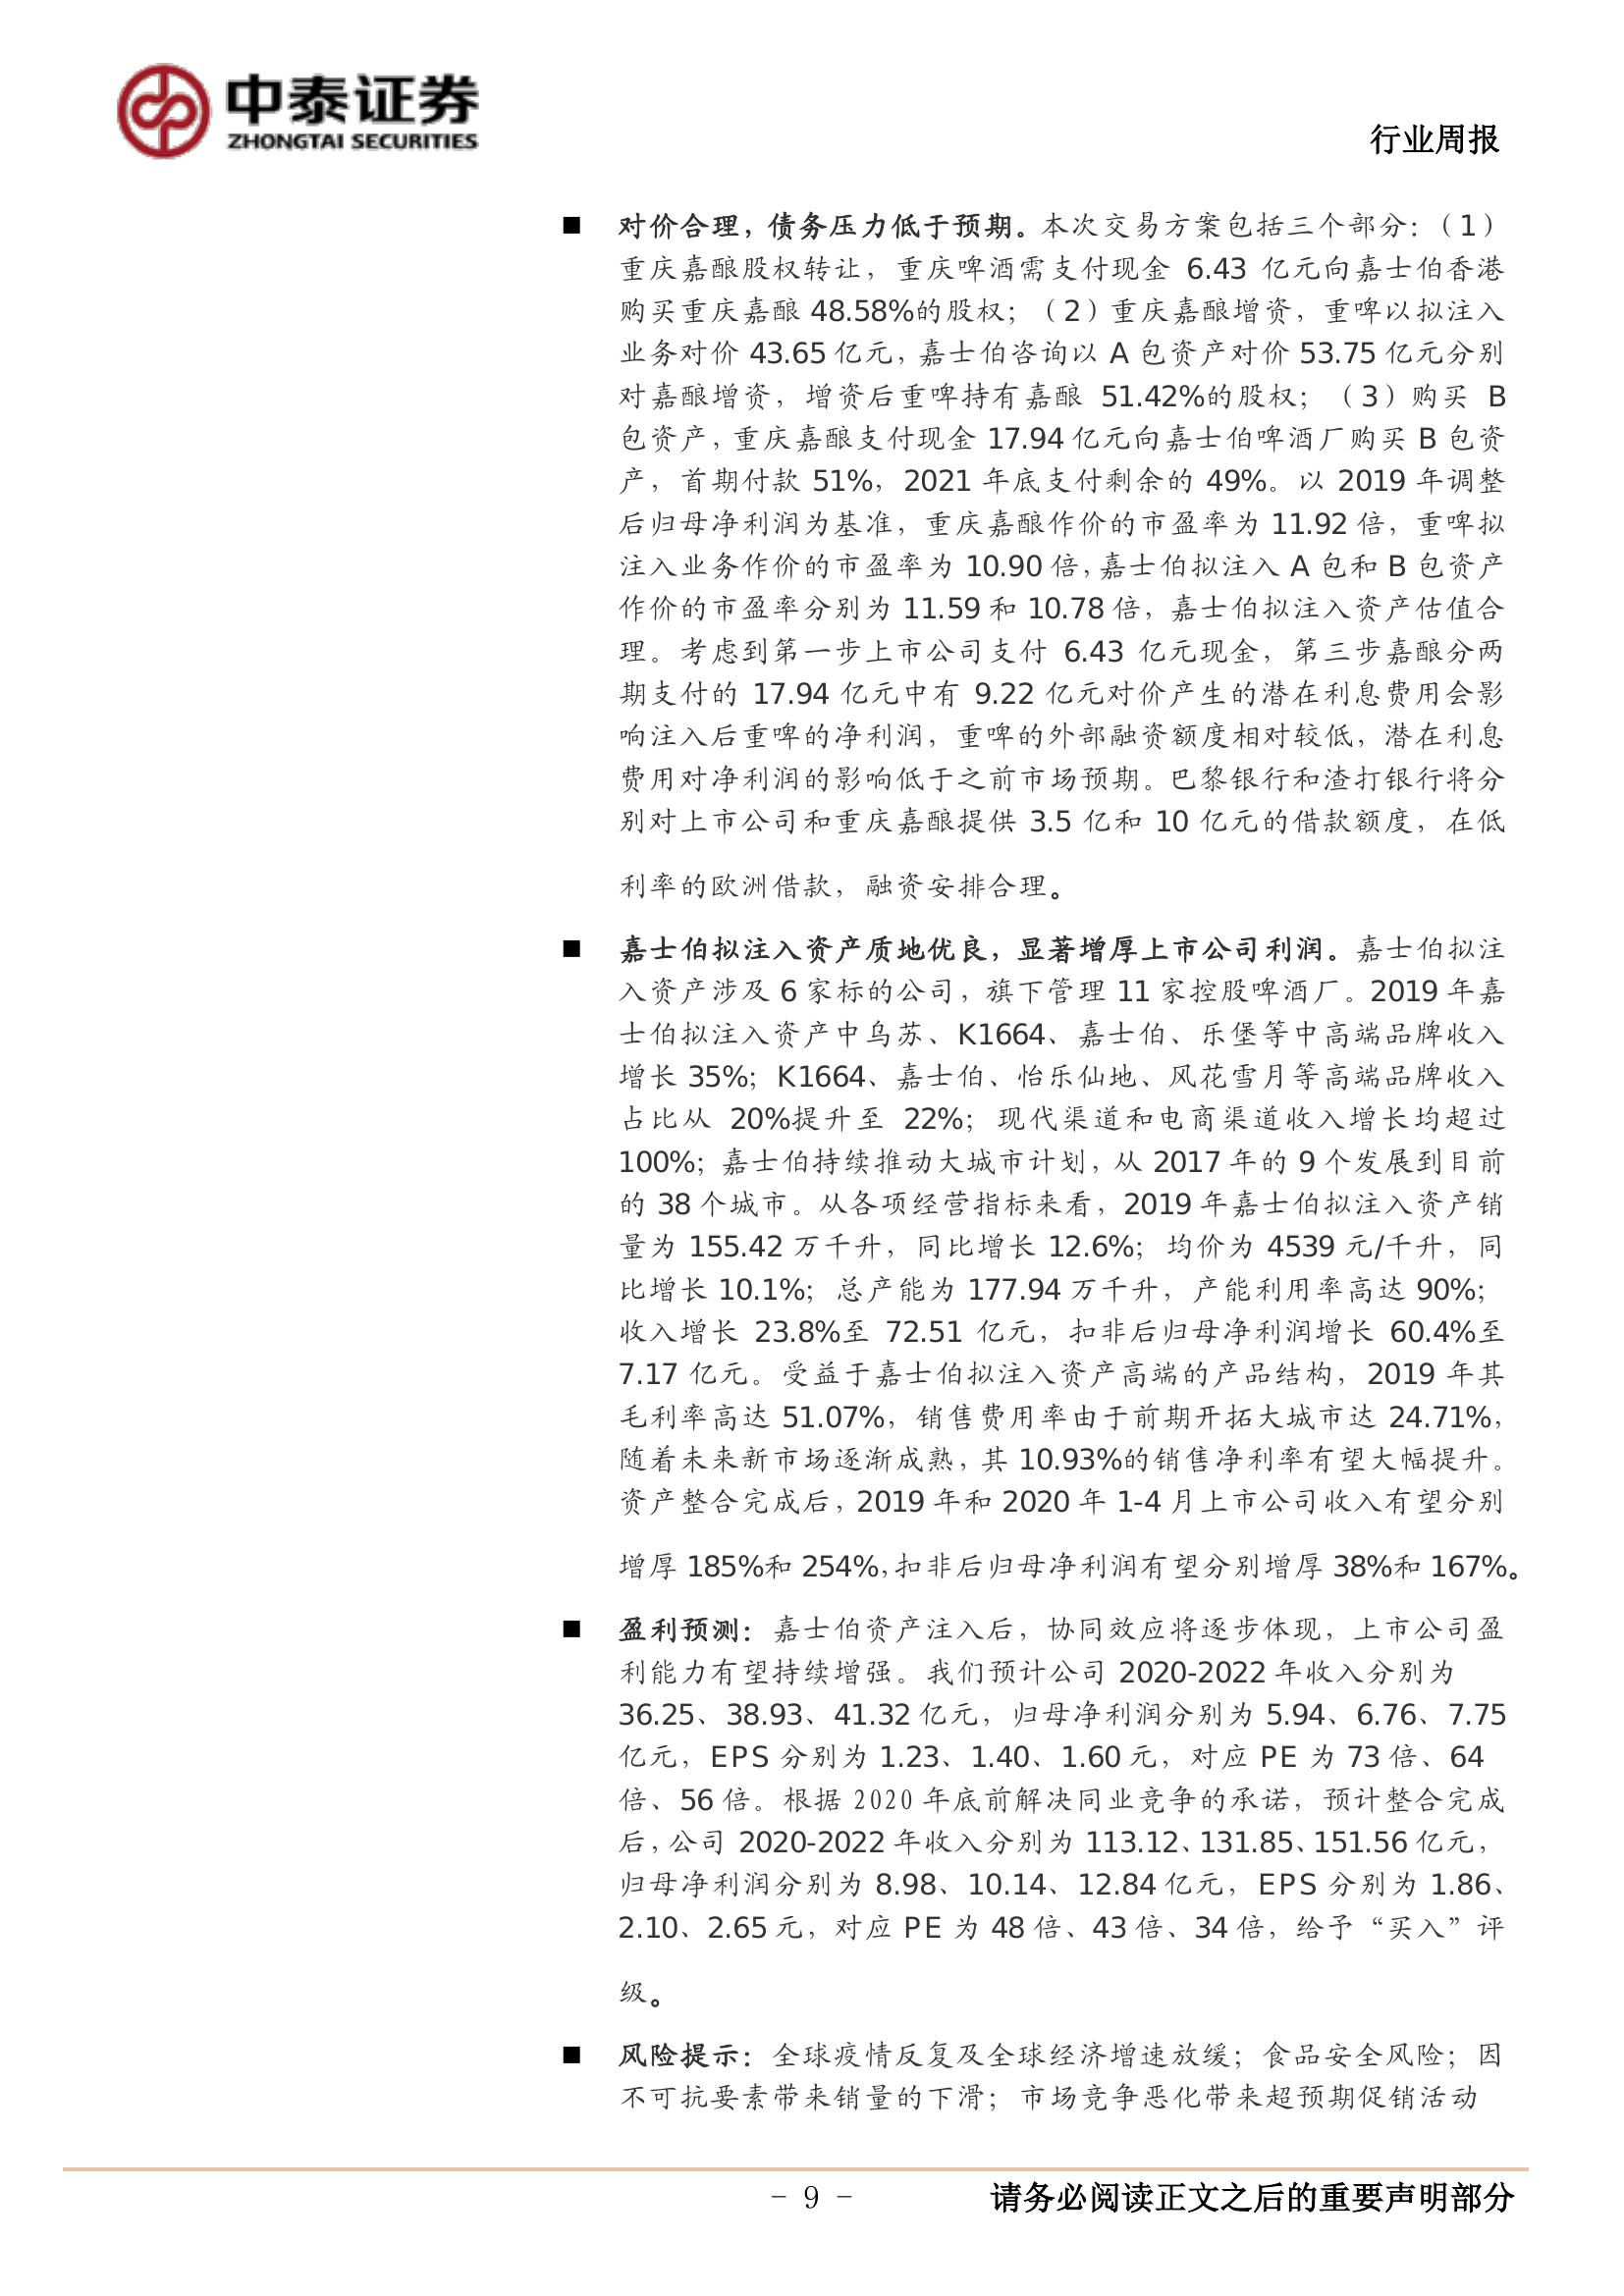 中泰证券
ZHONGTAI SECURITIES
行业周报
■ 对价合理，债务压力低于预期。本次交易方案包括三个部分：（1）
重庆嘉酿股权转让，重庆啤酒需支付现金 6.43 亿元向嘉士伯香港
购买重庆嘉酿 48.58%的股权；（2）重庆嘉酿增资，重啤以拟注入
业务对价 43.65 亿元，嘉士伯咨询以 A 包资产对价 53.75 亿元分别
对嘉酿增资，增资后重啤持有嘉酿 51.42%的股权；（3）购买 B
包资产，重庆嘉酿支付现金 17.94 亿元向嘉士伯啤酒厂购买 B 包资
产，首期付款 51%，2021 年底支付剩余的 49%。以 2019 年调整
后归母净利润为基准，重庆嘉酿作价的市盈率为 11.92 倍，重啤拟
注入业务作价的市盈率为 10.90 倍，嘉士伯拟注入 A 包和 B 包资产
作价的市盈率分别为 11.59 和 10.78 倍，嘉士伯拟注入资产估值合
理。考虑到第一步上市公司支付 6.43 亿元现金，第三步嘉酿分两
期支付的 17.94 亿元中有 9.22 亿元对价产生的潜在利息费用会影
响注入后重啤的净利润，重啤的外部融资额度相对较低，潜在利息
费用对净利润的影响低于之前市场预期。巴黎银行和渣打银行将分
别对上市公司和重庆嘉酿提供 3.5 亿和 10 亿元的借款额度，在低
利率的欧洲借款，融资安排合理。
■ 嘉士伯拟注入资产质地优良，显著增厚上市公司利润。嘉士伯拟注
入资产涉及 6 家标的公司，旗下管理 11 家控股啤酒厂。2019 年嘉
士伯拟注入资产中乌苏、K1664、嘉士伯、乐堡等中高端品牌收入
增长 35%；K1664、嘉士伯、怡乐仙地、风花雪月等高端品牌收入
占比从 20%提升至 22%；现代渠道和电商渠道收入增长均超过
100%；嘉士伯持续推动大城市计划，从 2017 年的 9 个发展到目前
的 38 个城市。从各项经营指标来看，2019 年嘉士伯拟注入资产销
量为 155.42 万千升，同比增长 12.6%；均价为 4539 元/千升，同
比增长 10.1%；总产能为 177.94 万千升，产能利用率高达 90%；
收入增长 23.8%至 72.51 亿元，扣非后归母净利润增长 60.4%至
7.17 亿元。受益于嘉士伯拟注入资产高端的产品结构，2019 年其
毛利率高达 51.07%，销售费用率由于前期开拓大城市达 24.71%，
随着未来新市场逐渐成熟，其 10.93%的销售净利率有望大幅提升。
资产整合完成后，2019 年和 2020 年 1-4 月上市公司收入有望分别
增厚 185%和 254%，扣非后归母净利润有望分别增厚 38%和 167%。
■ 盈利预测：嘉士伯资产注入后，协同效应将逐步体现，上市公司盈
利能力有望持续增强。我们预计公司 2020-2022 年收入分别为
36.25、38.93、41.32 亿元，归母净利润分别为 5.94、6.76、7.75
亿元，EPS 分别为 1.23、1.40、1.60 元，对应 PE 为 73 倍、64
倍、56 倍。根据 2020 年底前解决同业竞争的承诺，预计整合完成
后，公司 2020-2022 年收入分别为 113.12、131.85、151.56 亿元，
归母净利润分别为 8.98、10.14、12.84 亿元，EPS 分别为 1.86、
2.10、2.65 元，对应 PE 为 48 倍、43 倍、34 倍，给予“买入”评
级。
■ 风险提示：全球疫情反复及全球经济增速放缓；食品安全风险；因
不可抗要素带来销量的下滑；市场竞争恶化带来超预期促销活动
- 9 -
请务必阅读正文之后的重要声明部分